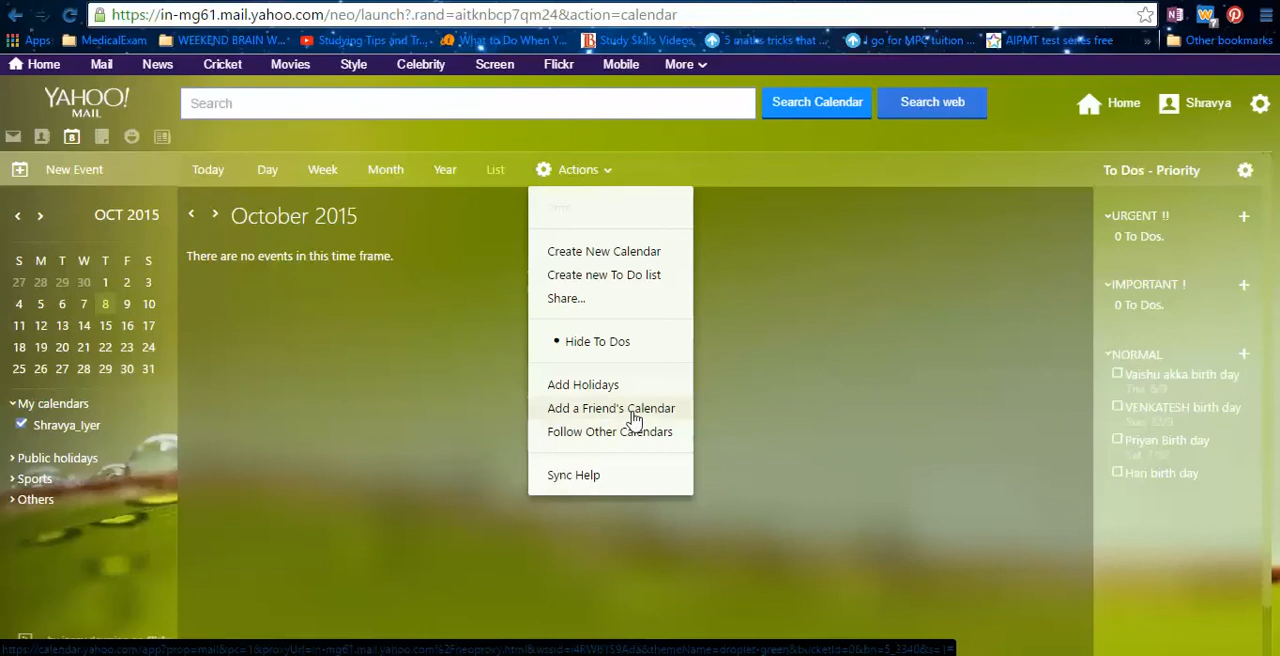 https://in-mg61.mail.yahoo.com/neo/launch?.rand=aitknbcp7qm24&action=calendar
Apps MedicalExam WEEKEND BRAIN W... Studying Tips and Tr... What to Do When Y... Study Skills Videos 5 maths tricks that ... I go for MPC tuition ... AIPMT test series free » Other bookmarks
Home Mail News Cricket Movies Style Celebrity Screen Flickr Mobile More
YAHOO!
MAIL
Search
Search Calendar
Search web
Home
Shravya
8
New Event
Today Day Week Month Year List Actions
To Dos - Priority
OCT 2015
S M T W T F S
27 28 29 30 1 2 3
4 5 6 7 8 9 10
11 12 13 14 15 16 17
18 19 20 21 22 23 24
25 26 27 28 29 30 31
My calendars
Shravya_Iyer
Public holidays
Sports
Others
October 2015
There are no events in this time frame.
Create New Calendar
Create new To Do list
Share...
• Hide To Dos
Add Holidays
Add a Friend's Calendar
Follow Other Calendars
Sync Help
URGENT !!
0 To Dos.
IMPORTANT !
0 To Dos.
NORMAL
Vaishu akka birth day
VENKATESH birth day
Priyan Birth day
Hari birth day